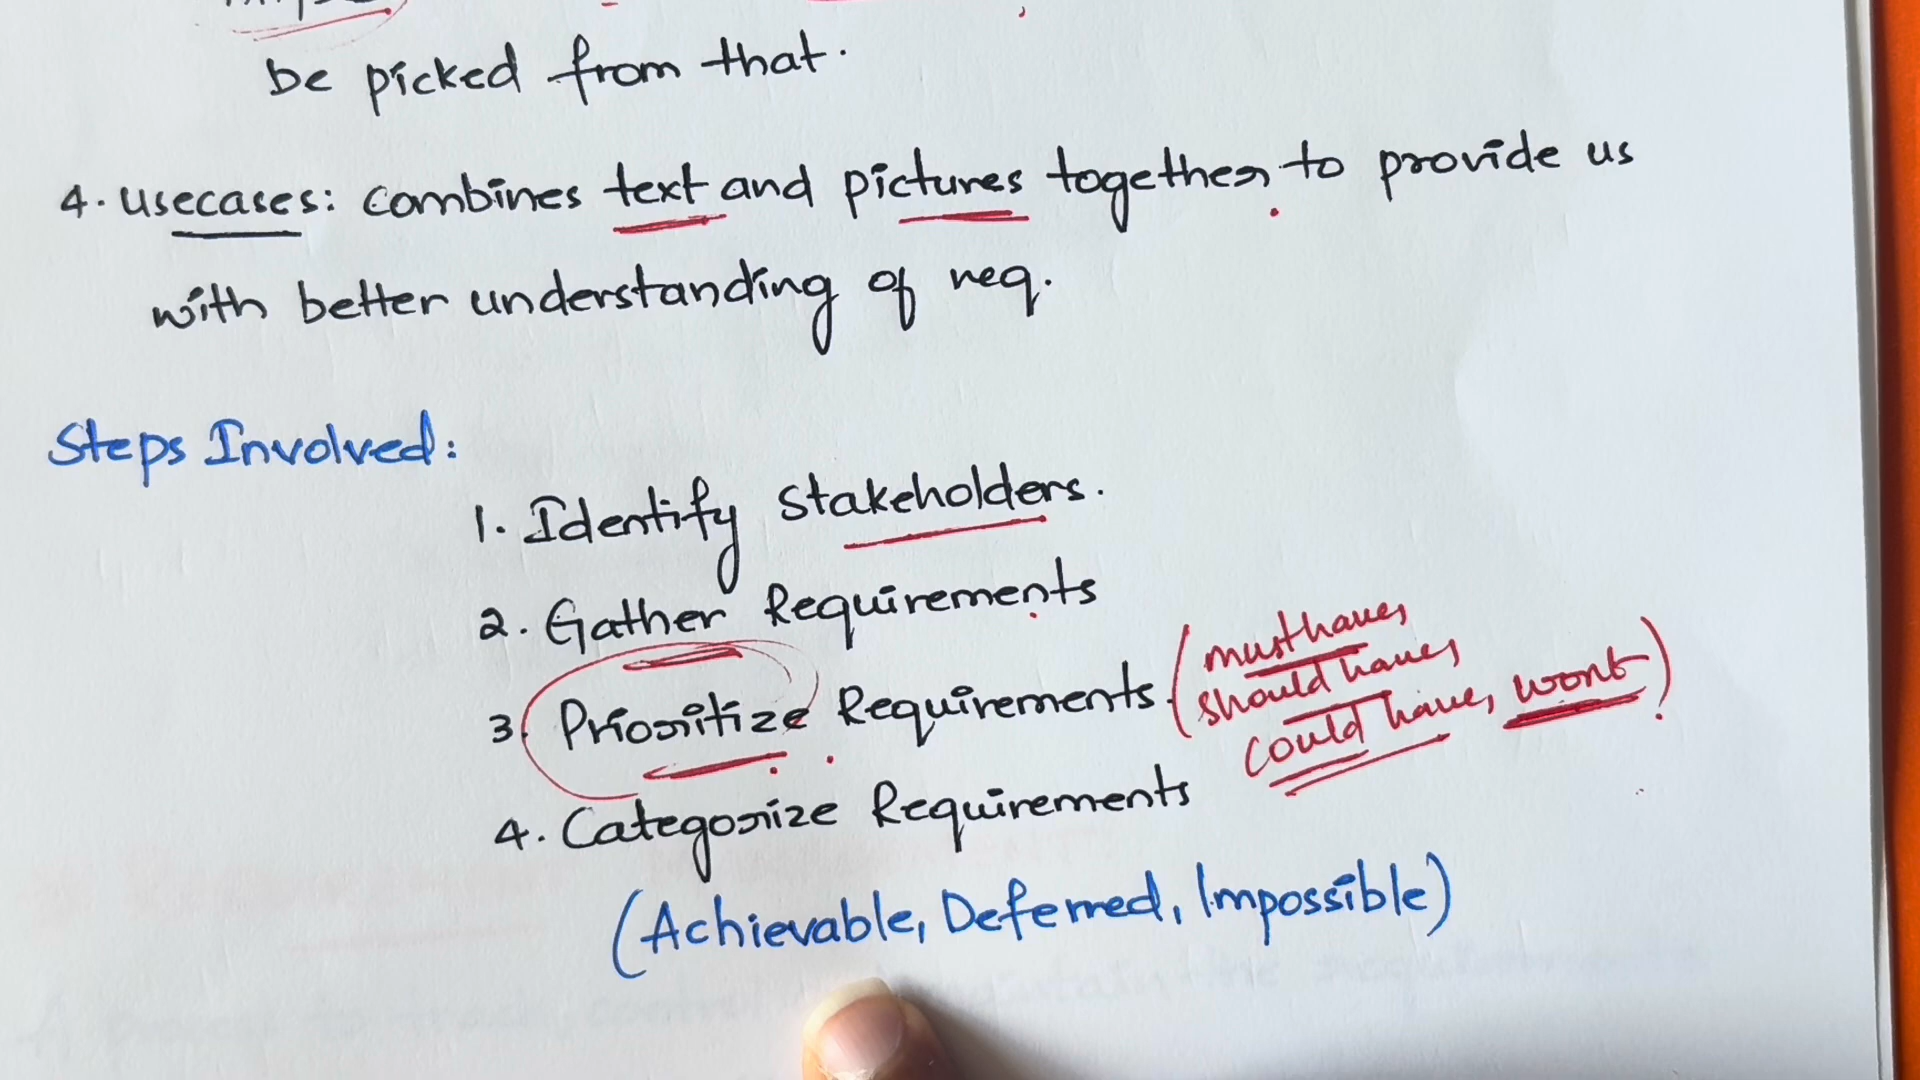 be picked from that.
4. usecases: combines text and pictures together to provide us
with better understanding of req.
Steps Involved:
1. Identify Stakeholders.
2. Gather Requirements
3. Prioritize Requirements. (must haves,
should haves,
could have, wont)
4. Categorize Requirements
(Achievable, Deferred, Impossible)